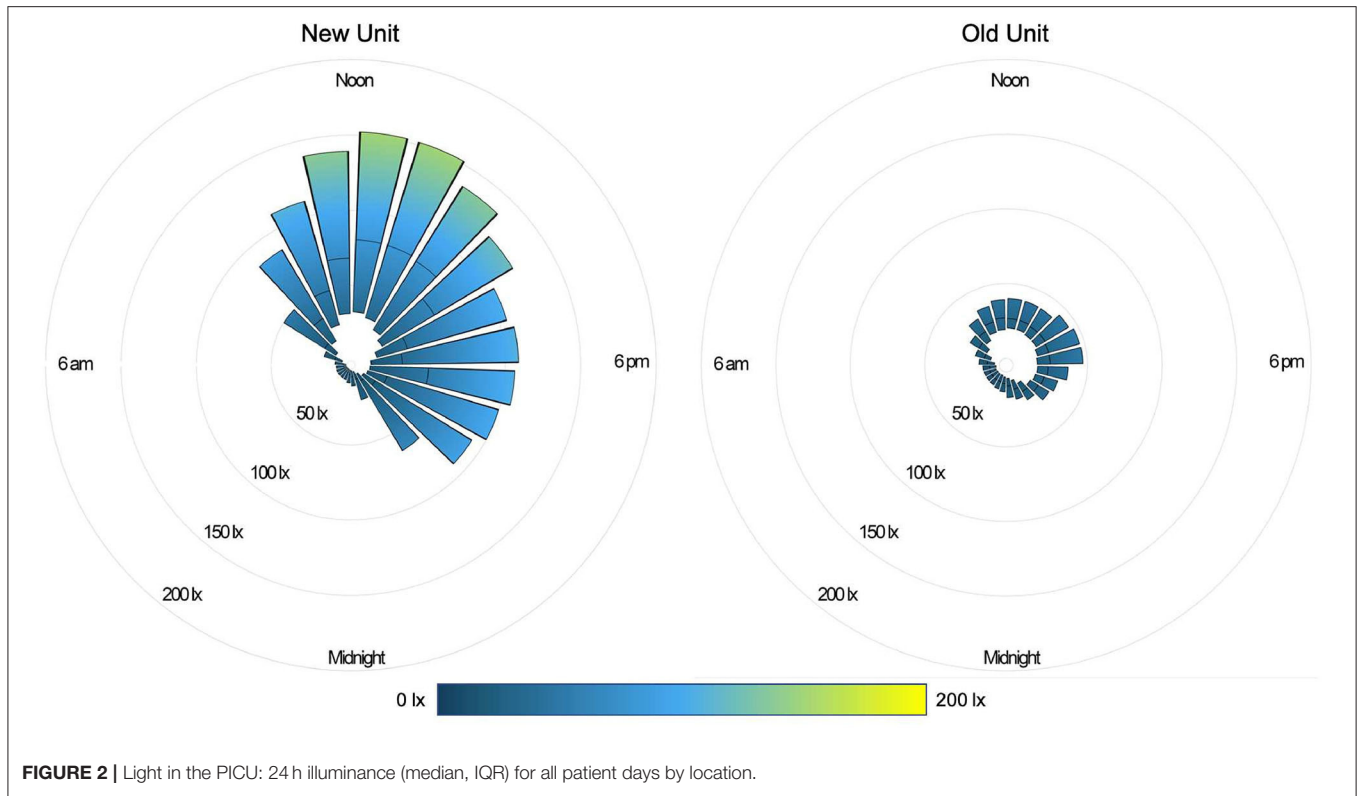 New Unit
Old Unit
Noon
Noon
6 am
6 pm
6 am
6 pm
50 lx
50 lx
100 lx
100 lx
150 lx
150 lx
200 lx
200 lx
Midnight
Midnight
0 lx
200 lx
FIGURE 2 | Light in the PICU: 24 h illuminance (median, IQR) for all patient days by location.